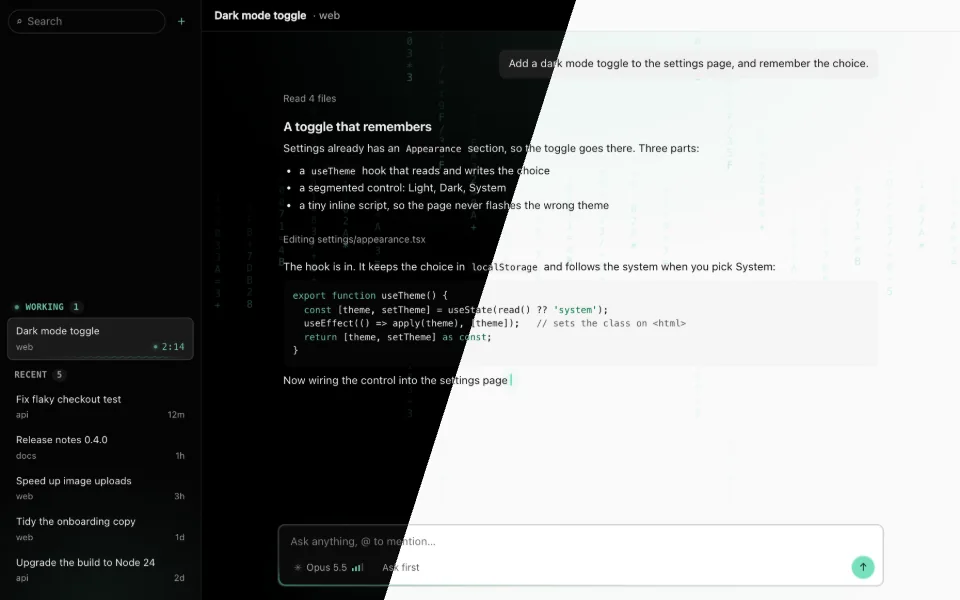 Search
+
Dark mode toggle · web
Add a dark mode toggle to the settings page, and remember the choice.
Read 4 files
A toggle that remembers
Settings already has an Appearance section, so the toggle goes there. Three parts:
• a useTheme hook that reads and writes the choice
• a segmented control: Light, Dark, System
• a tiny inline script, so the page never flashes the wrong theme
Editing settings/appearance.tsx
The hook is in. It keeps the choice in localStorage and follows the system when you pick System:
export function useTheme() {
const [theme, setTheme] = useState(read() ?? 'system');
useEffect(() => apply(theme), [theme]);   // sets the class on <html>
return [theme, setTheme] as const;
}
Now wiring the control into the settings page
WORKING 1
Dark mode toggle
web 2:14
RECENT 5
Fix flaky checkout test
api 12m
Release notes 0.4.0
docs 1h
Speed up image uploads
web 3h
Tidy the onboarding copy
web 1d
Upgrade the build to Node 24
api 2d
Ask anything, @ to mention...
Opus 5.5 Ask first